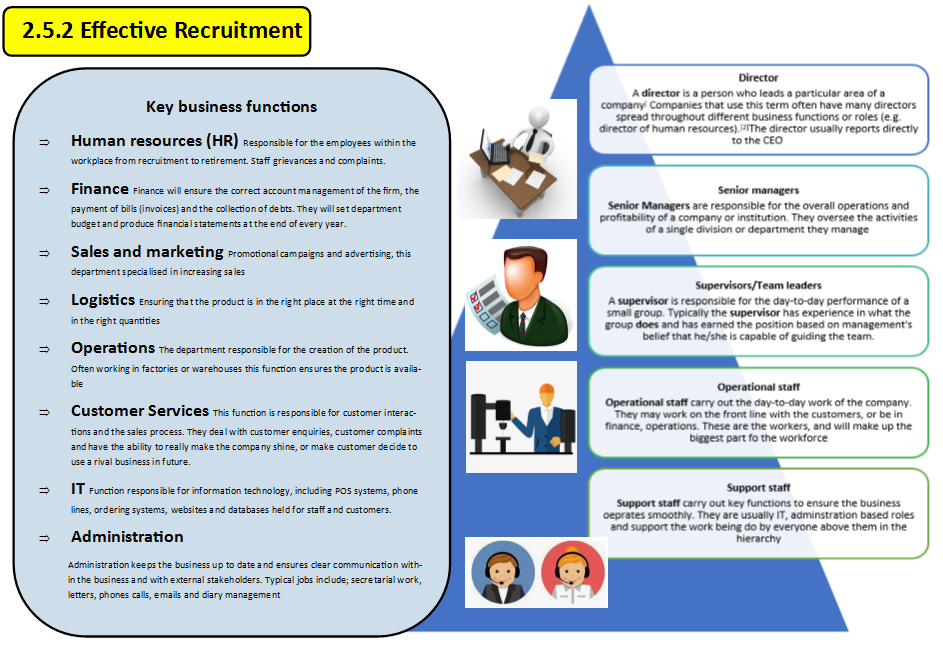 2.5.2 Effective Recruitment
Key business functions
⇒ Human resources (HR) Responsible for the employees within the
workplace from recruitment to retirement. Staff grievances and complaints.
⇒ Finance Finance will ensure the correct account management of the firm, the
payment of bills (invoices) and the collection of debts. They will set department
budget and produce financial statements at the end of every year.
⇒ Sales and marketing Promotional campaigns and advertising, this
department specialised in increasing sales
⇒ Logistics Ensuring that the product is in the right place at the right time and
in the right quantities
⇒ Operations The department responsible for the creation of the product.
Often working in factories or warehouses this function ensures the product is availa-
ble
⇒ Customer Services This function is responsible for customer interac-
tions and the sales process. They deal with customer enquiries, customer complaints
and have the ability to really make the company shine, or make customer decide to
use a rival business in future.
⇒ IT Function responsible for information technology, including POS systems, phone
lines, ordering systems, websites and databases held for staff and customers.
⇒ Administration
Administration keeps the business up to date and ensures clear communication with-
in the business and with external stakeholders. Typical jobs include; secretarial work,
letters, phones calls, emails and diary management
Director
A director is a person who leads a particular area of a
company. Companies that use this term often have many directors
spread throughout different business functions or roles (e.g.
director of human resources).[2]The director usually reports directly
to the CEO
Senior managers
Senior Managers are responsible for the overall operations and
profitability of a company or institution. They oversee the activities
of a single division or department they manage
Supervisors/Team leaders
A supervisor is responsible for the day-to-day performance of a
small group. Typically the supervisor has experience in what the
group does and has earned the position based on management's
belief that he/she is capable of guiding the team.
Operational staff
Operational staff carry out the day-to-day work of the company.
They may work on the front line with the customers, or be in
finance, operations. These are the workers, and will make up the
biggest part fo the workforce
Support staff
Support staff carry out key functions to ensure the business
oeprates smoothly. They are usually IT, adminstration based roles
and support the work being do by everyone above them in the
hierarchy